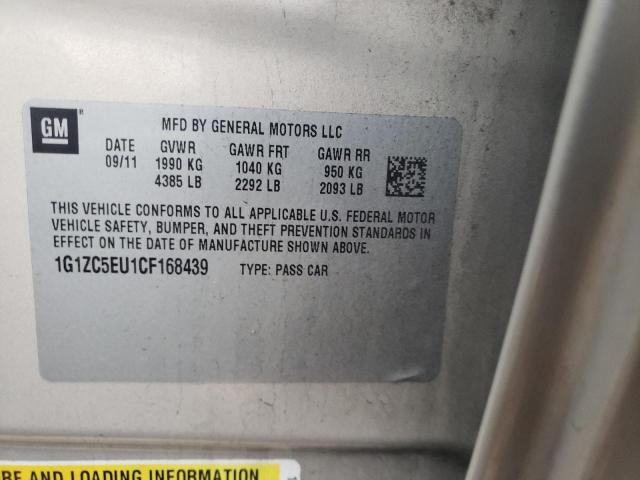 GM
MFD BY GENERAL MOTORS LLC
DATE GVWR GAWR FRT GAWR RR
09/11 1990 KG 1040 KG 950 KG
4385 LB 2292 LB 2093 LB
THIS VEHICLE CONFORMS TO ALL APPLICABLE U.S. FEDERAL MOTOR
VEHICLE SAFETY, BUMPER, AND THEFT PREVENTION STANDARDS IN
EFFECT ON THE DATE OF MANUFACTURE SHOWN ABOVE.
1G1ZC5EU1CF168439 TYPE: PASS CAR
AND LOADING INFORMATION